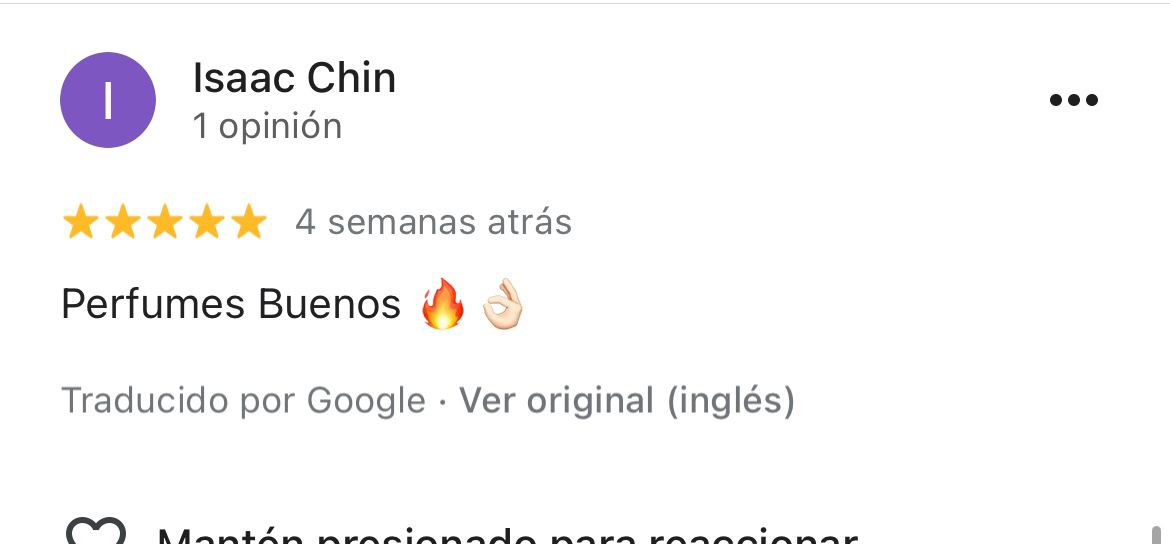 I
Isaac Chin
1 opinión
4 semanas atrás
Perfumes Buenos 🔥 👌🏻
Traducido por Google · Ver original (inglés)
Mantén presionado para reaccionar